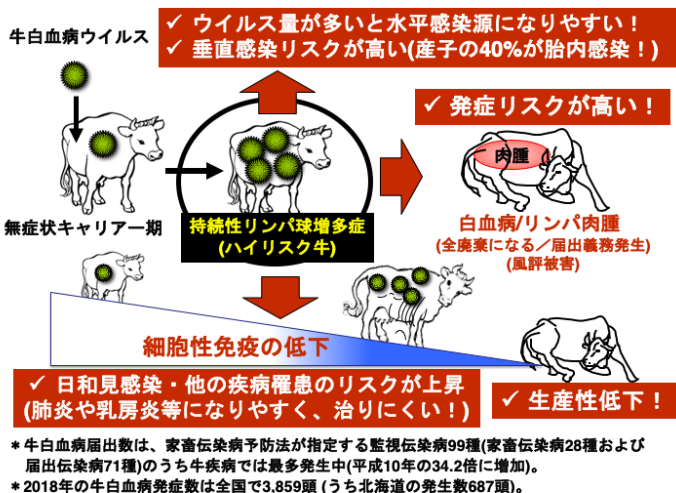 牛白血病ウイルス
✓ ウイルス量が多いと水平感染源になりやすい！
✓ 垂直感染リスクが高い(産子の40%が胎内感染！)
✓ 発症リスクが高い！
肉腫
無症状キャリアー期
持続性リンパ球増多症
(ハイリスク牛)
白血病/リンパ肉腫
(全廃棄になる／届出義務発生)
(風評被害)
細胞性免疫の低下
✓ 日和見感染・他の疾病罹患のリスクが上昇
(肺炎や乳房炎等になりやすく、治りにくい！)
✓ 生産性低下！
＊牛白血病届出数は、家畜伝染病予防法が指定する監視伝染病99種(家畜伝染病28種および
届出伝染病71種)のうち牛疾病では最多発生中(平成10年の34.2倍に増加)。
＊2018年の牛白血病発症数は全国で3.859頭 (うち北海道の発生数687頭)。